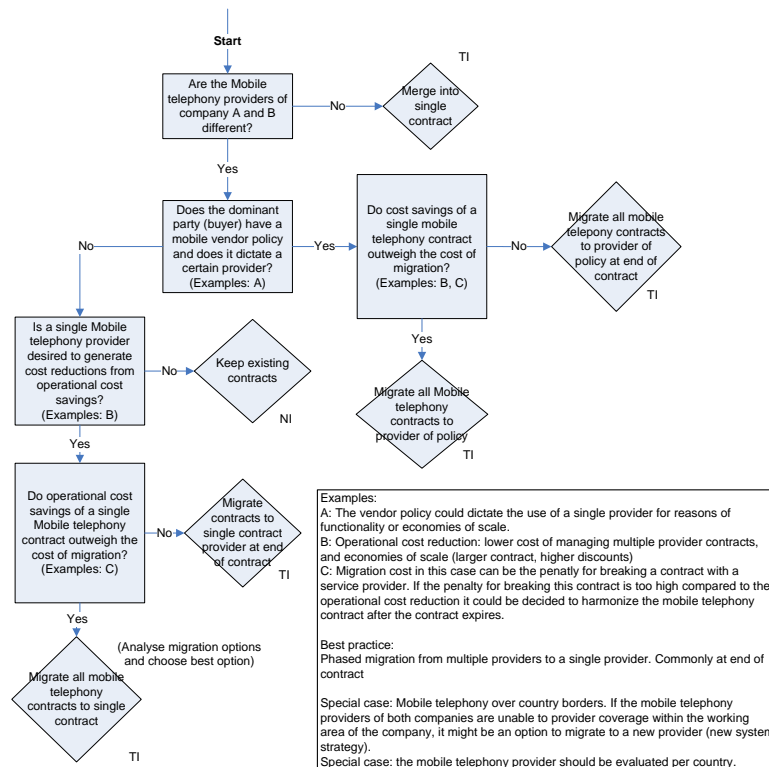 Start
Are the Mobile
telephony providers of
company A and B
different?
No
TI
Merge into
single
contract
Yes
Does the dominant
party (buyer) have a
mobile vendor policy
and does it dictate a
certain provider?
(Examples: A)
No
Yes
Do cost savings of a
single mobile
telephony contract
outweigh the cost of
migration?
(Examples: B, C)
No
Migrate all mobile
telepony contracts
to provider of
policy at end of
contract
TI
Yes
Migrate all Mobile
telephony
contracts to
provider of policy
TI
Is a single Mobile
telephony provider
desired to generate
cost reductions from
operational cost
savings?
(Examples: B)
No
Keep existing
contracts
NI
Yes
Do operational cost
savings of a single
Mobile telephony
contract outweigh the
cost of migration?
(Examples: C)
No
Migrate
contracts to
single contract
provider at end
of contract
TI
Yes
(Analyse migration options
and choose best option)
Migrate all mobile
telephony
contracts to single
contract
TI
Examples:
A: The vendor policy could dictate the use of a single provider for reasons of
functionality or economies of scale.
B: Operational cost reduction: lower cost of managing multiple provider contracts,
and economies of scale (larger contract, higher discounts)
C: Migration cost in this case can be the penatly for breaking a contract with a
service provider. If the penalty for breaking this contract is too high compared to the
operational cost reduction it could be decided to harmonize the mobile telephony
contract after the contract expires.
Best practice:
Phased migration from multiple providers to a single provider. Commonly at end of
contract
Special case: Mobile telephony over country borders. If the mobile telephony
providers of both companies are unable to provider coverage within the working
area of the company, it might be an option to migrate to a new provider (new system
strategy).
Special case: the mobile telephony provider should be evaluated per country.